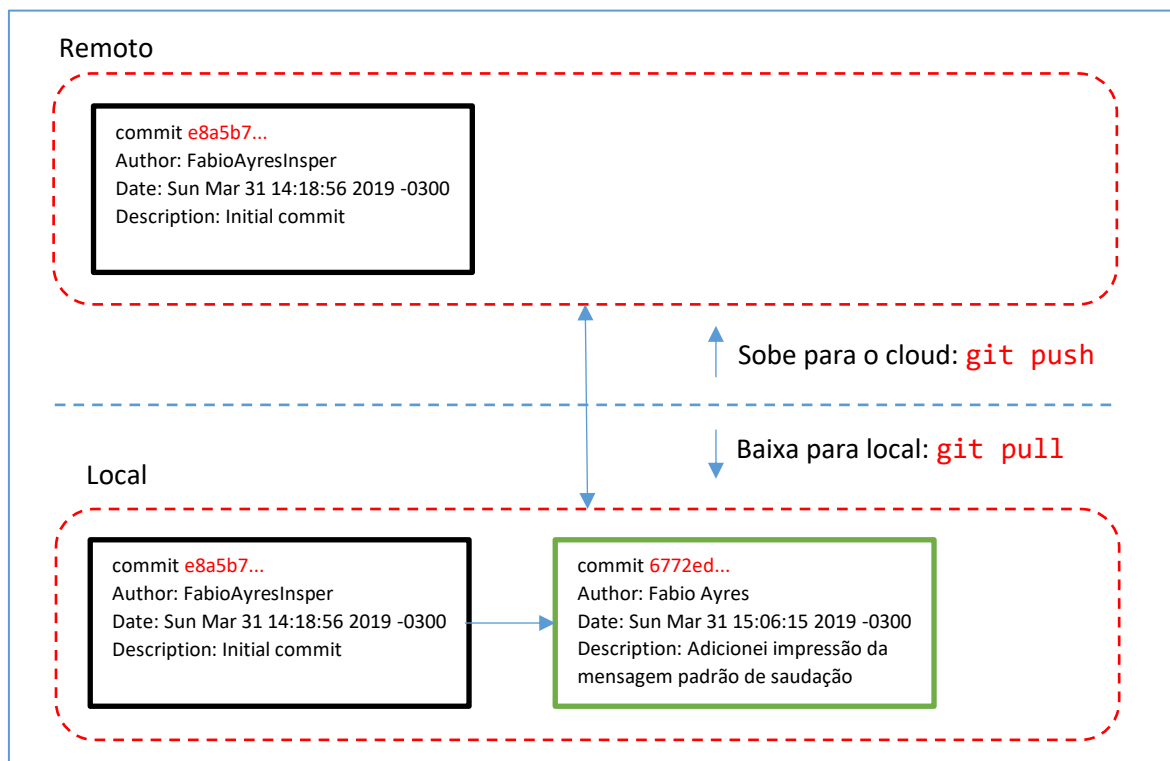 Remoto
commit e8a5b7...
Author: FabioAyresInsper
Date: Sun Mar 31 14:18:56 2019 -0300
Description: Initial commit
Sobe para o cloud: git push
Baixa para local: git pull
Local
commit e8a5b7...
Author: FabioAyresInsper
Date: Sun Mar 31 14:18:56 2019 -0300
Description: Initial commit
commit 6772ed...
Author: Fabio Ayres
Date: Sun Mar 31 15:06:15 2019 -0300
Description: Adicionei impressão da
mensagem padrão de saudação